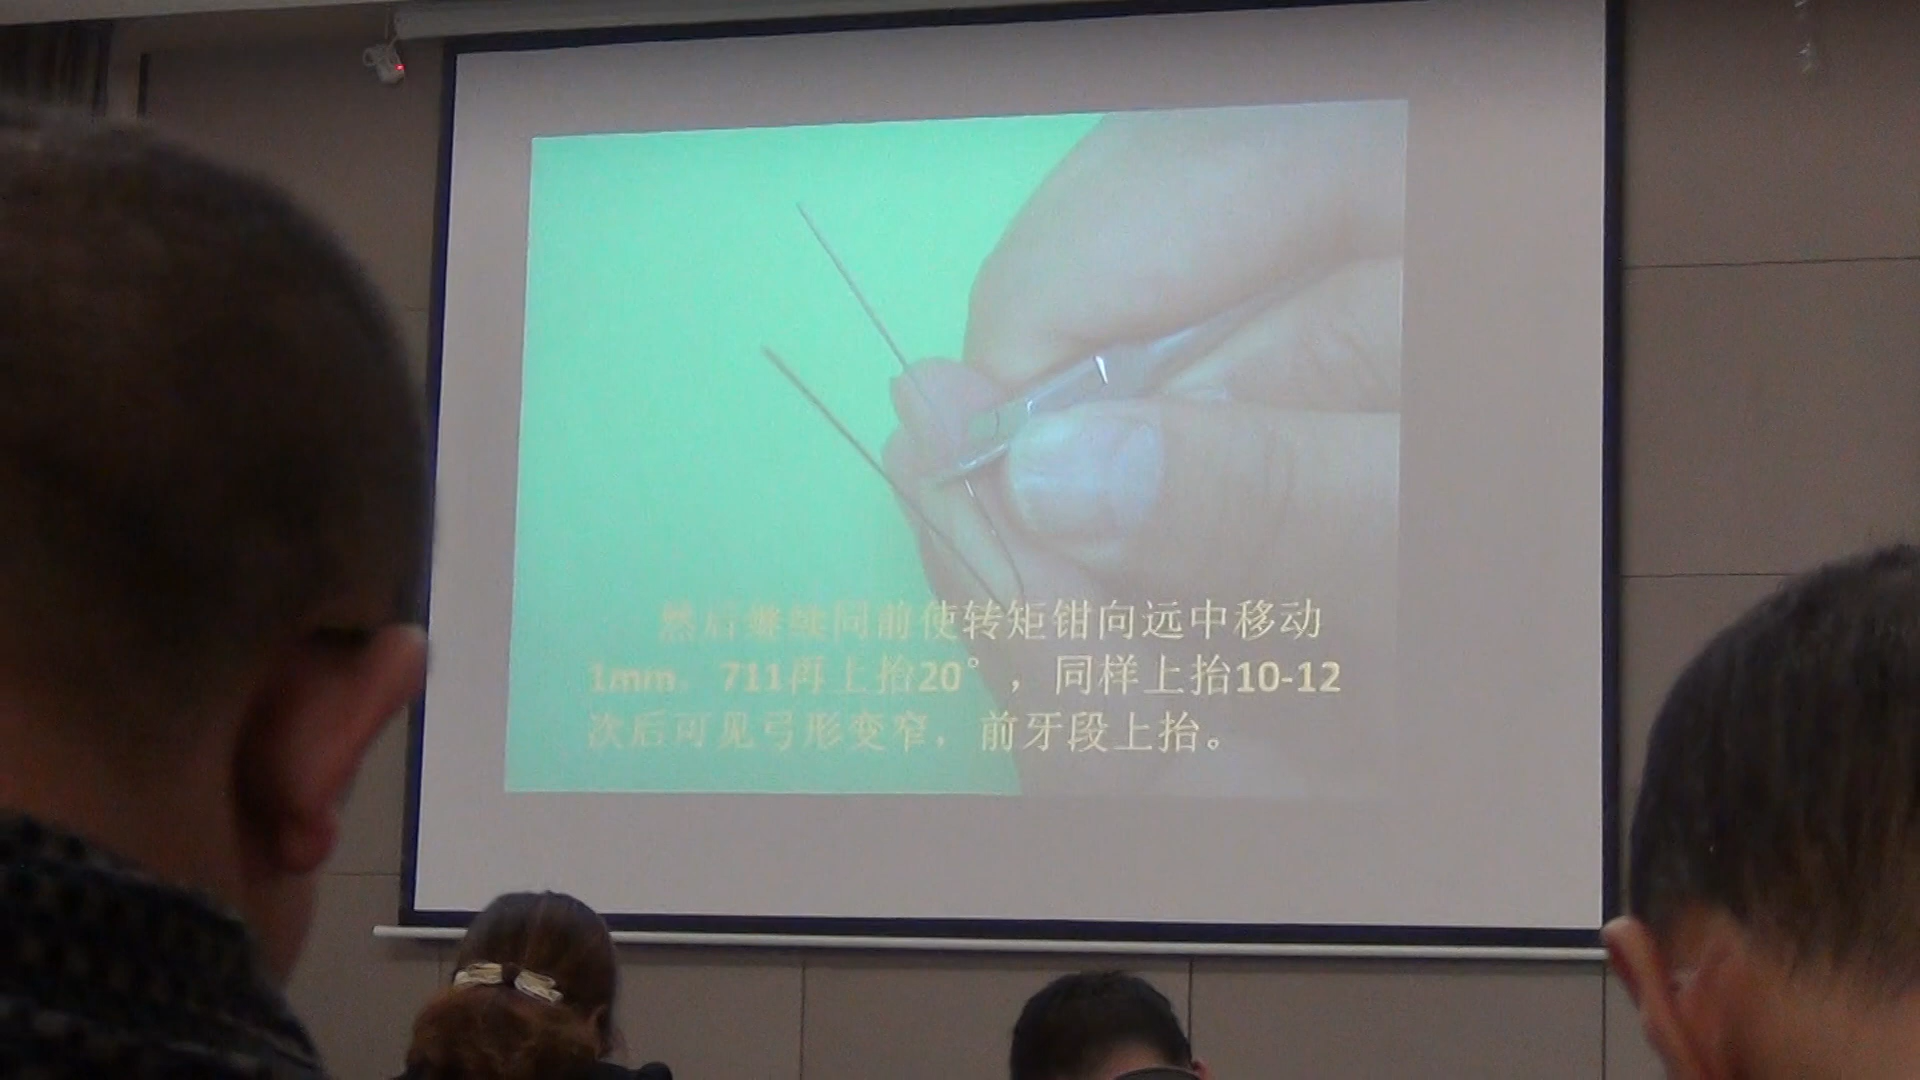 然后继续同前使转矩钳向远中移动
1mm，711再上抬20°，同样上抬10-12
次后可见弓形变窄，前牙段上抬。